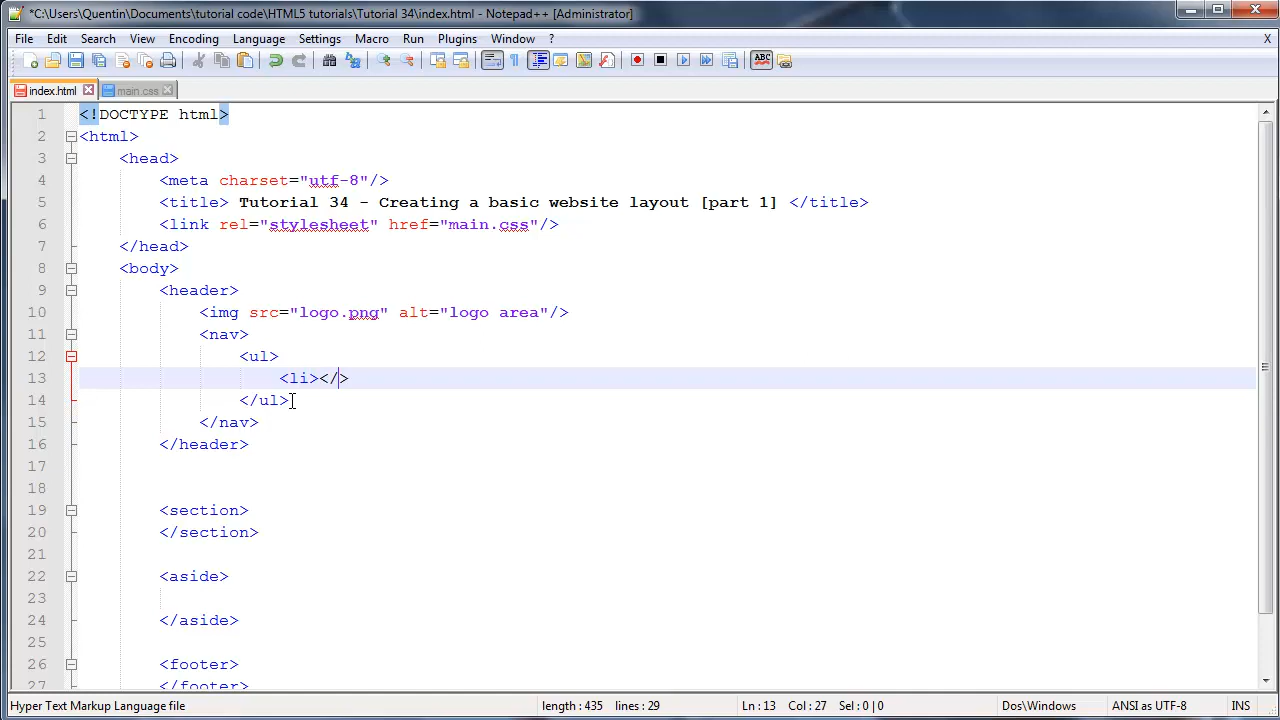 *C:\Users\Quentin\Documents\tutorial code\HTML5 tutorials\Tutorial 34\index.html - Notepad++ [Administrator]
File Edit Search View Encoding Language Settings Macro Run Plugins Window ? X
ABC
index.html main.css
1 <!DOCTYPE html>
2 <html>
3 <head>
4 <meta charset="utf-8"/>
5 <title> Tutorial 34 - Creating a basic website layout [part 1] </title>
6 <link rel="stylesheet" href="main.css"/>
7 </head>
8 <body>
9 <header>
10 <img src="logo.png" alt="logo area"/>
11 <nav>
12 <ul>
13 <li></>
14 </ul>
15 </nav>
16 </header>
17
18
19 <section>
20 </section>
21
22 <aside>
23
24 </aside>
25
26 <footer>
27 </footer>
Hyper Text Markup Language file length : 435 lines : 29 Ln : 13 Col : 27 Sel : 0 | 0 Dos\Windows ANSI as UTF-8 INS